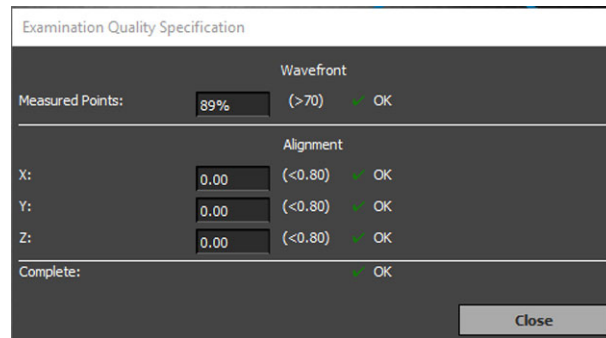 Examination Quality Specification
Wavefront
Measured Points: 89% (>70) OK
Alignment
X: 0.00 (<0.80) OK
Y: 0.00 (<0.80) OK
Z: 0.00 (<0.80) OK
Complete: OK
Close